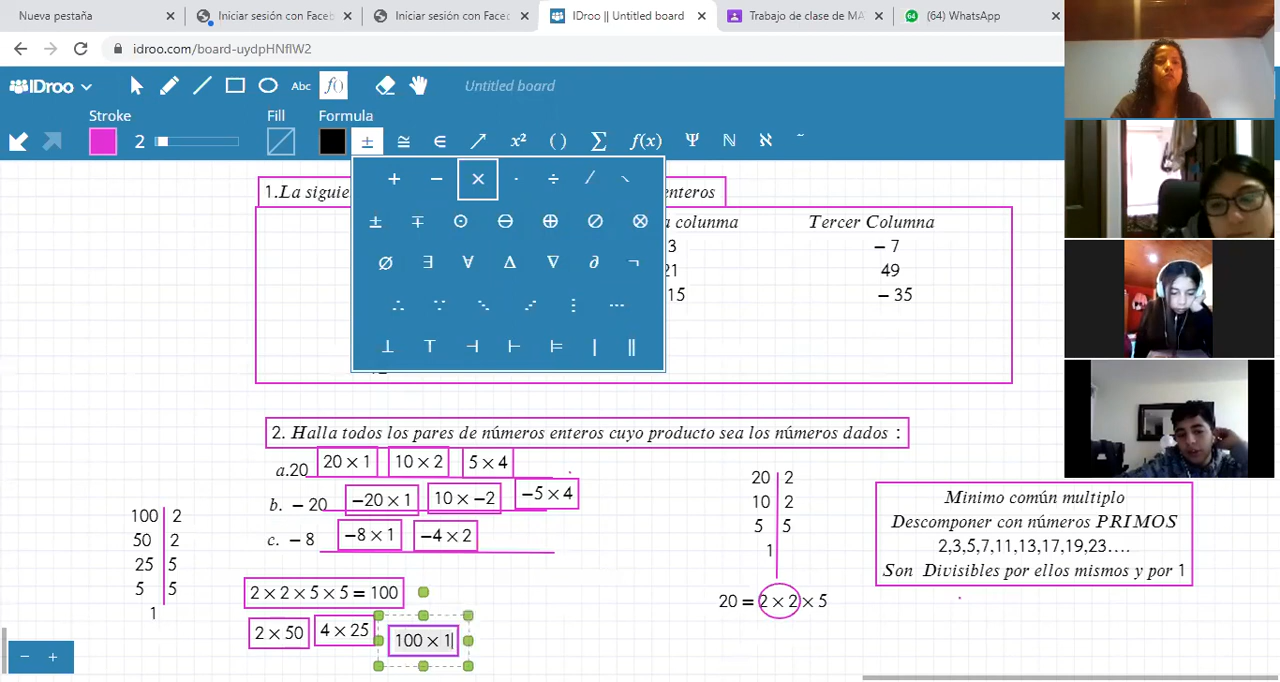 Nueva pestaña
Iniciar sesión con Faceb
Iniciar sesión con Faceb
IDroo || Untitled board
Trabajo de clase de MA
(64) WhatsApp
idroo.com/board-uydpHNfIW2
IDroo
Abc
f()
Untitled board
Stroke
Fill
Formula
2
± ≅ ∈ x² ( ) ∑ f(x) Ψ ℕ ℵ ~
+ − × · ÷ ∕ ∖
± ∓ ⊙ ⊖ ⊕ ⊘ ⊗
∅ ∃ ∀ Δ ∇ ∂ ¬
∴ ∵ ⋱ ⋰ ⋮ ⋯
⊥ ⊤ ⊣ ⊢ ⊨ | ‖
1.La siguie
enteros
a colunma
Tercer Columna
3
− 7
21
49
15
− 35
2. Halla todos los pares de números enteros cuyo producto sea los números dados :
a.20 20 × 1 10 × 2 5 × 4
b. − 20 −20 × 1 10 × −2 −5 × 4
c. − 8 −8 × 1 −4 × 2
100 2
50 2
25 5
5 5
1
2 × 2 × 5 × 5 = 100
2 × 50 4 × 25 100 × 1
20 2
10 2
5 5
1
20 = 2 × 2 × 5
Minimo común multiplo
Descomponer con números PRIMOS
2,3,5,7,11,13,17,19,23....
Son Divisibles por ellos mismos y por 1
− +